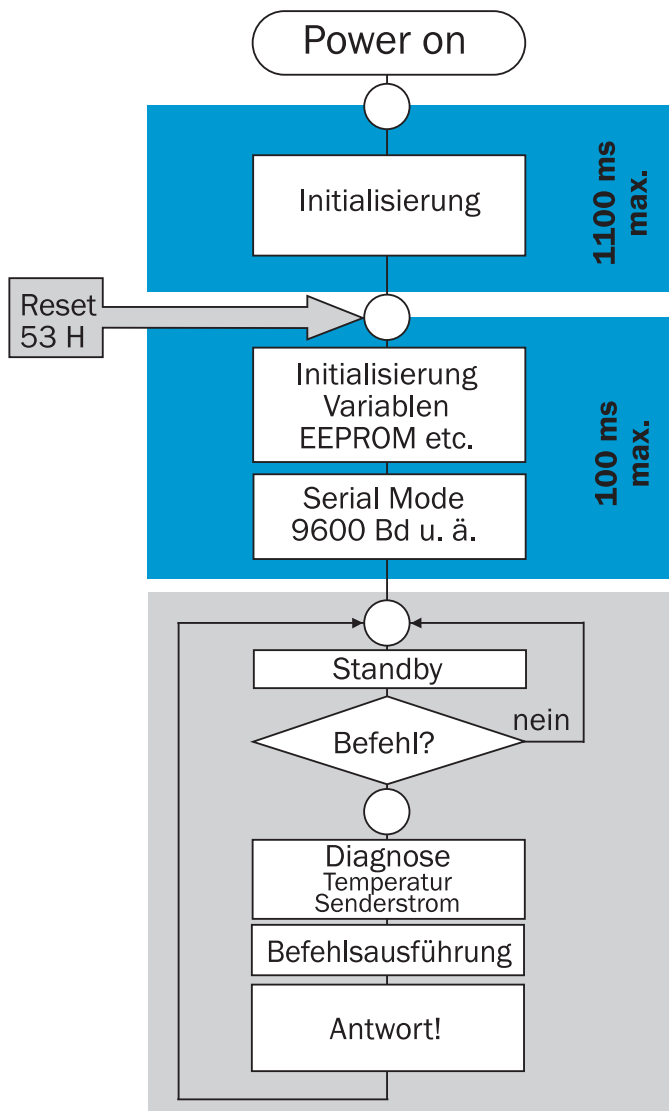 Power on
Initialisierung
1100 ms
max.
Reset
53 H
Initialisierung
Variablen
EEPROM etc.
Serial Mode
9600 Bd u. ä.
100 ms
max.
Standby
Befehl?
nein
Diagnose
Temperatur
Senderstrom
Befehlsausführung
Antwort!